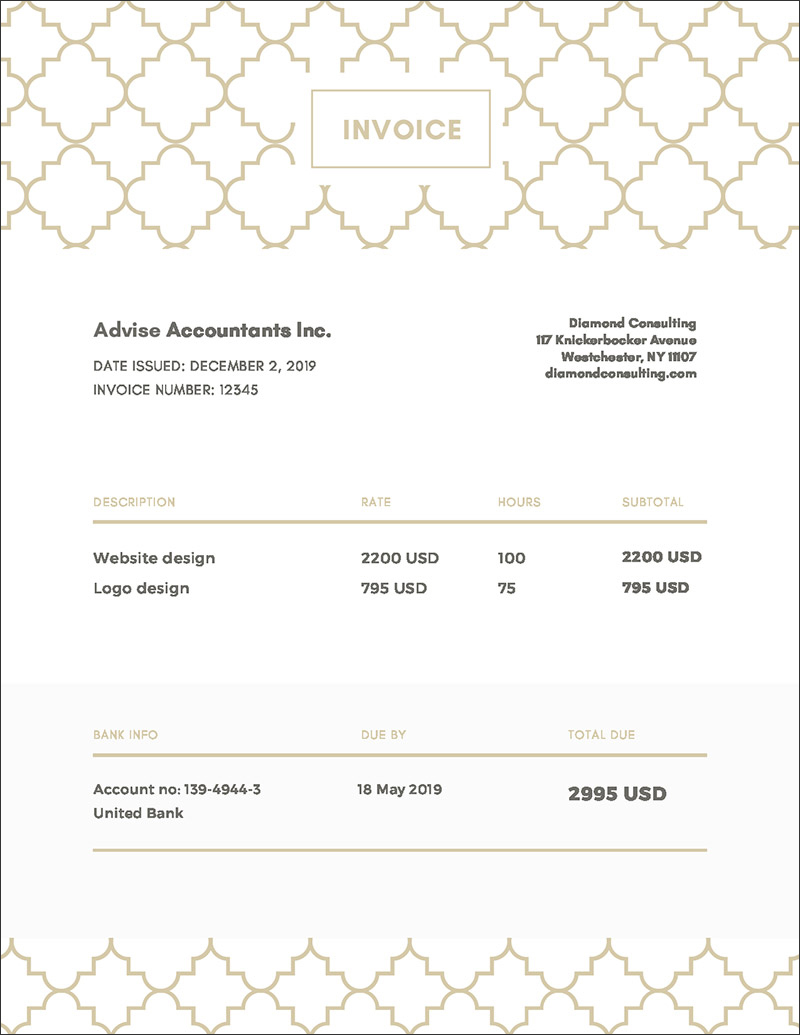 INVOICE
Advise Accountants Inc.
DATE ISSUED: DECEMBER 2, 2019
INVOICE NUMBER: 12345
Diamond Consulting
117 Knickerbocker Avenue
Westchester, NY 11107
diamondconsulting.com
DESCRIPTION RATE HOURS SUBTOTAL
Website design 2200 USD 100 2200 USD
Logo design 795 USD 75 795 USD
BANK INFO DUE BY TOTAL DUE
Account no: 139-4944-3 18 May 2019 2995 USD
United Bank